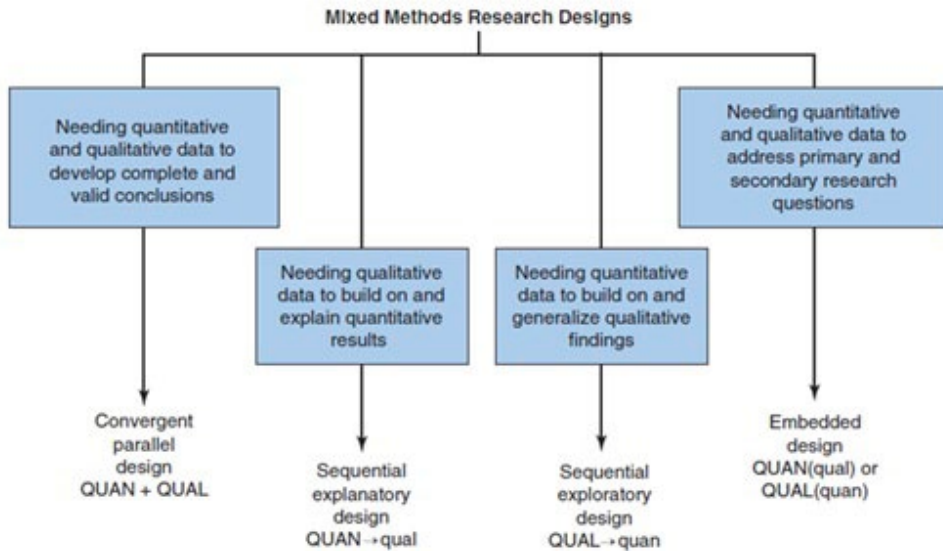 Mixed Methods Research Designs
Needing quantitative
and qualitative data to
develop complete and
valid conclusions
Needing qualitative
data to build on and
explain quantitative
results
Needing quantitative
data to build on and
generalize qualitative
findings
Needing quantitative
and qualitative data to
address primary and
secondary research
questions
Convergent
parallel
design
QUAN + QUAL
Sequential
explanatory
design
QUAN→qual
Sequential
exploratory
design
QUAL→quan
Embedded
design
QUAN(qual) or
QUAL(quan)